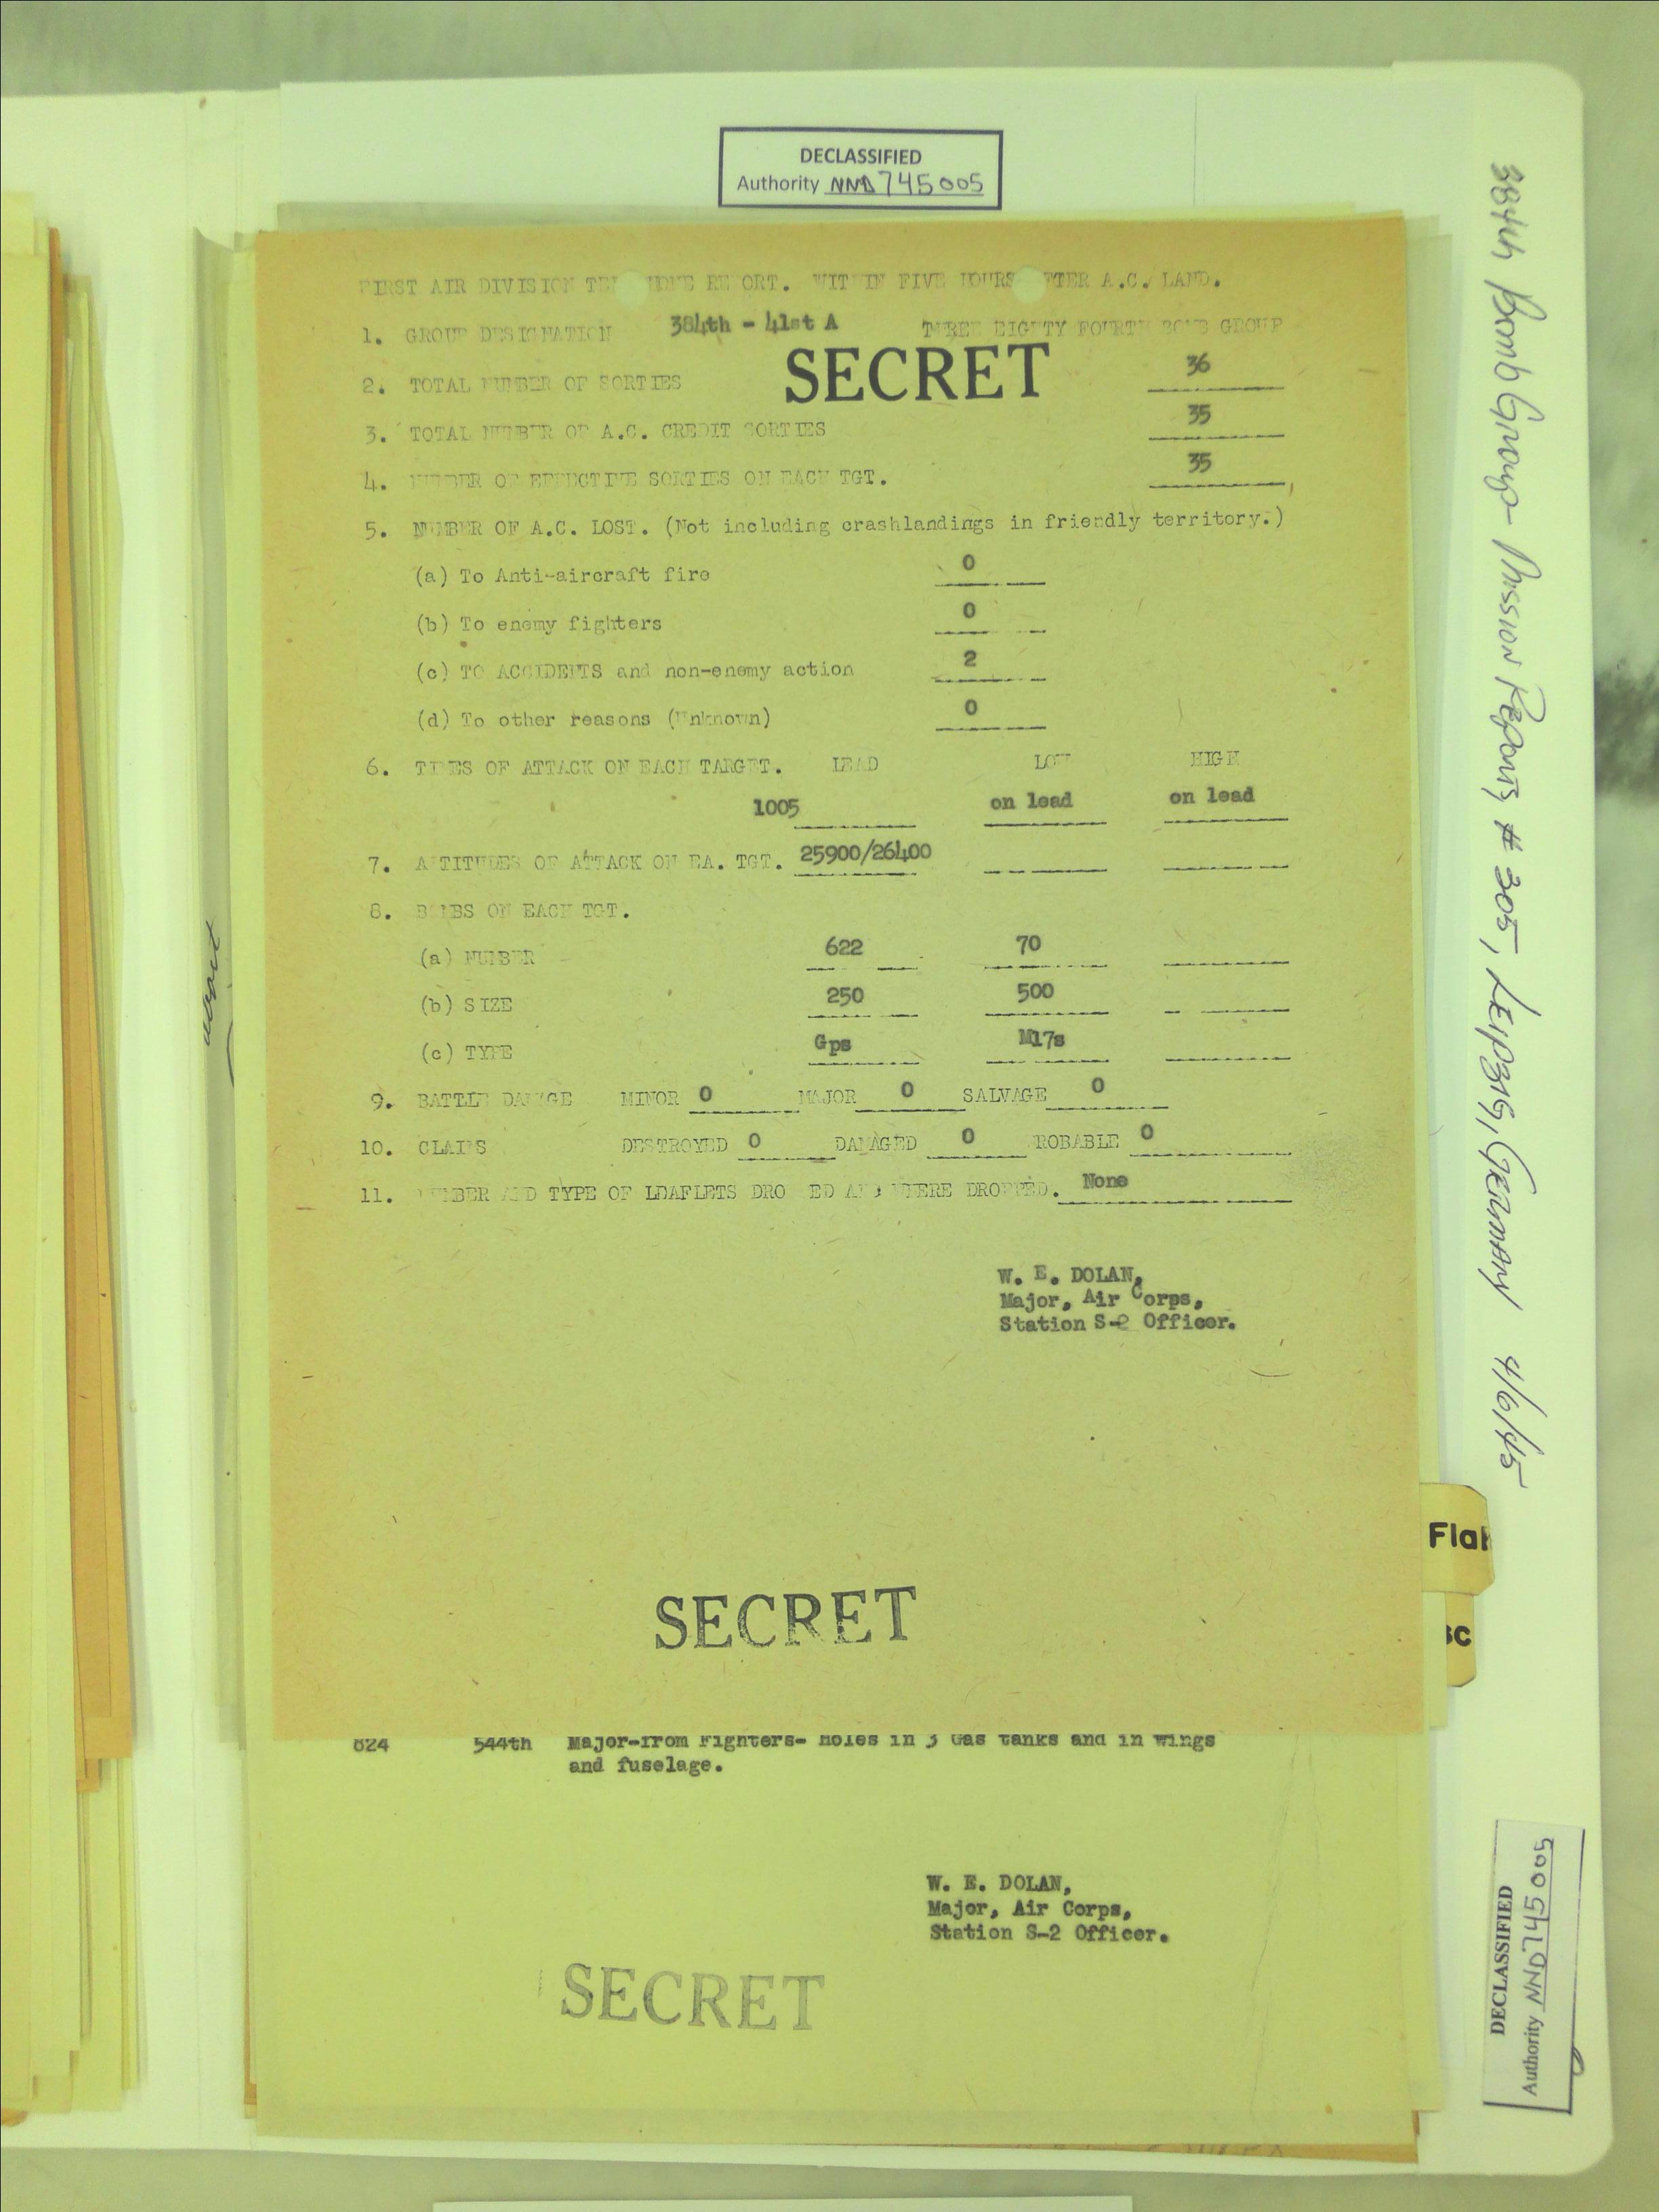 DECLASSIFIED
Authority NND 745005
FIRST AIR DIVISION TELEPHONE REPORT. WITHIN FIVE HOURS AFTER A.C. LAND.
1. GROUP DESIGNATION 384th - 41st A THREE EIGHTY FOURTH BOMB GROUP
SECRET
2. TOTAL NUMBER OF SORTIES 36
3. TOTAL NUMBER OF A.C. CREDIT SORTIES 35
4. NUMBER OF EFFECTIVE SORTIES ON EACH TGT. 35
5. NUMBER OF A.C. LOST. (Not including crashlandings in friendly territory.)
(a) To Anti-aircraft fire 0
(b) To enemy fighters 0
(c) TO ACCIDENTS and non-enemy action 2
(d) To other reasons (Unknown) 0
6. TIMES OF ATTACK ON EACH TARGET. LEAD LOW HIGH
1005 on lead on lead
7. ALTITUDES OF ATTACK ON EA. TGT. 25900/26400
8. BOMBS ON EACH TGT.
(a) NUMBER 622 70
(b) SIZE 250 500
(c) TYPE Gps M17s
9. BATTLE DAMAGE MINOR 0 MAJOR 0 SALVAGE 0
10. CLAIMS DESTROYED 0 DAMAGED 0 PROBABLE 0
11. NUMBER AND TYPE OF LEAFLETS DROPPED AND WHERE DROPPED. None
W. E. DOLAN,
Major, Air Corps,
Station S-2 Officer.
SECRET
824 544th Major-from Fighters- holes in 3 Gas tanks and in wings
and fuselage.
W. E. DOLAN,
Major, Air Corps,
Station S-2 Officer.
SECRET
384th Bomb Group - Mission Reports, # 305, Leipzig, Germany 4/6/45
Flak
sc
DECLASSIFIED
Authority NND 745005